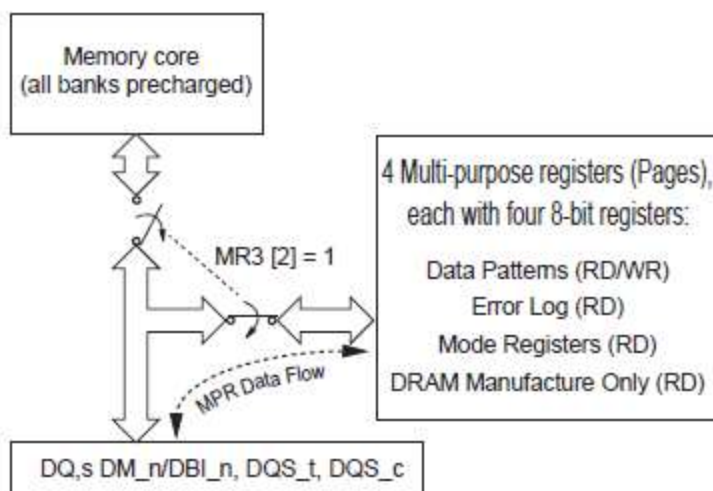 Memory core
(all banks precharged)
4 Multi-purpose registers (Pages),
each with four 8-bit registers:
Data Patterns (RD/WR)
Error Log (RD)
Mode Registers (RD)
DRAM Manufacture Only (RD)
MR3 [2] = 1
MPR Data Flow
DQ,s DM_n/DBI_n, DQS_t, DQS_c